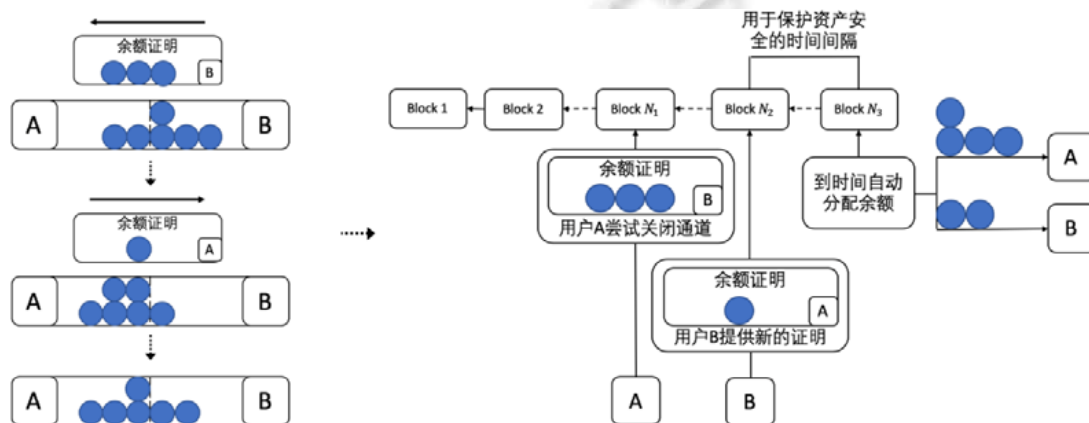 余额证明
B
A
B
余额证明
A
A
B
A
B
用于保护资产安
全的时间间隔
Block 1
Block 2
Block N₁
Block N₂
Block N₃
余额证明
B
用户A尝试关闭通道
余额证明
A
用户B提供新的证明
到时间自动
分配余额
A
B
A
B